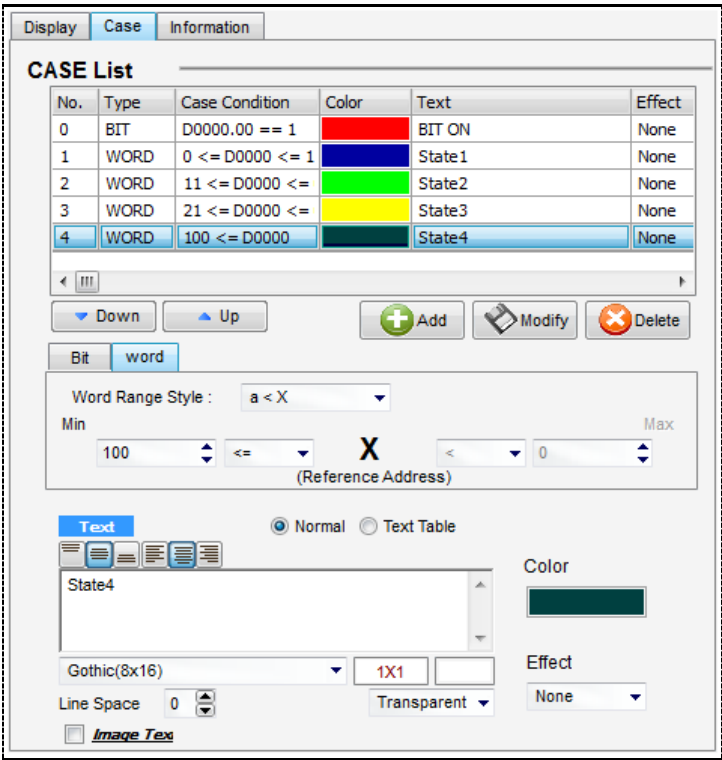 Display Case Information
CASE List
No. Type Case Condition Color Text Effect
0 BIT D0000.00 == 1 BIT ON None
1 WORD 0 <= D0000 <= 1 State1 None
2 WORD 11 <= D0000 <= State2 None
3 WORD 21 <= D0000 <= State3 None
4 WORD 100 <= D0000 State4 None
Down Up Add Modify Delete
Bit word
Word Range Style : a < X
Min Max
100 <= X < 0
(Reference Address)
Text Normal Text Table
Color
State4
Effect
Gothic(8x16) 1X1
Line Space 0 Transparent None
Image Tex